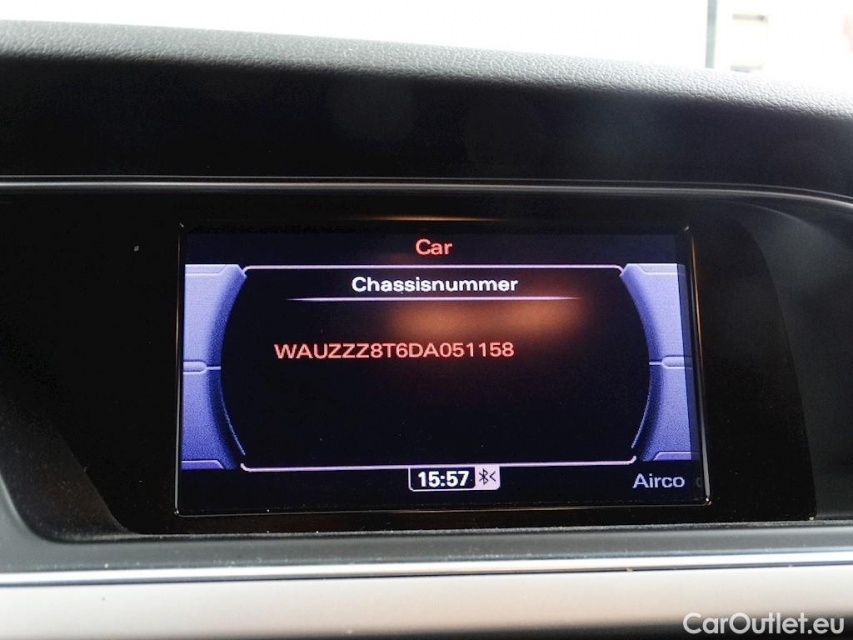 Car
Chassisnummer
WAUZZZ8T6DA051158
15:57
Airco
CarOutlet.eu